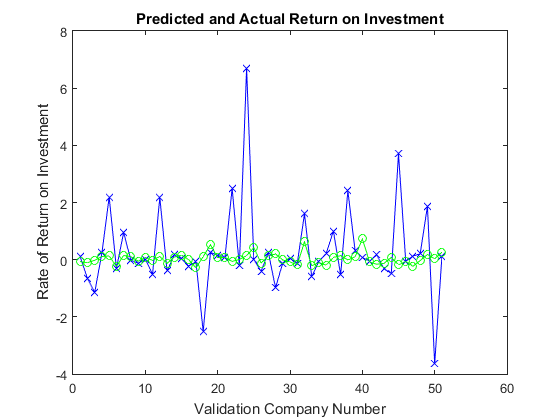 Predicted and Actual Return on Investment
8
6
4
2
0
-2
-4
Rate of Return on Investment
0 10 20 30 40 50 60
Validation Company Number